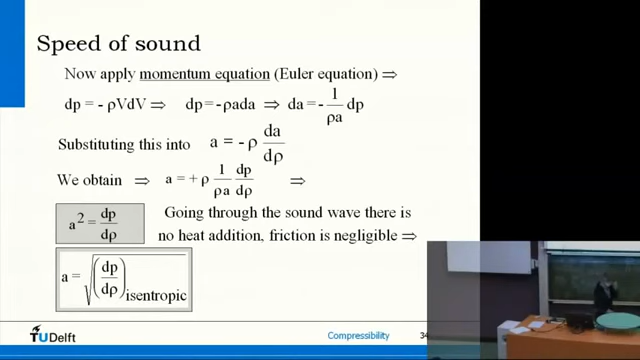 Speed of sound
Now apply momentum equation (Euler equation) ⇒
dp = - ρVdV ⇒ dp = -ρada ⇒ da = - 1/ρa dp
Substituting this into a = -ρ da/dρ
We obtain ⇒ a = + ρ 1/ρa dp/dρ ⇒
a² = dp/dρ
Going through the sound wave there is
no heat addition, friction is negligible ⇒
a = √(dp/dρ)isentropic
TU Delft
Compressibility 34